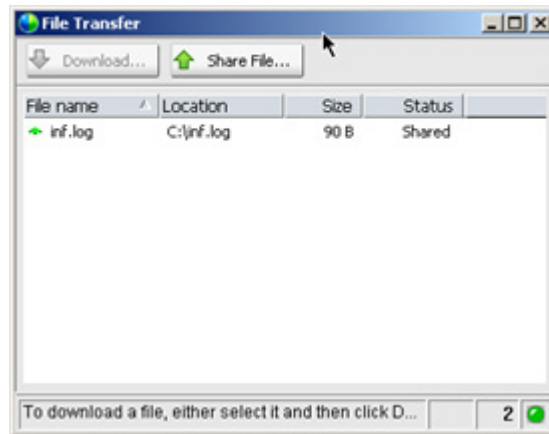 File Transfer
Download... Share File...
File name Location Size Status
inf.log C:\inf.log 90 B Shared
To download a file, either select it and then click D... 2